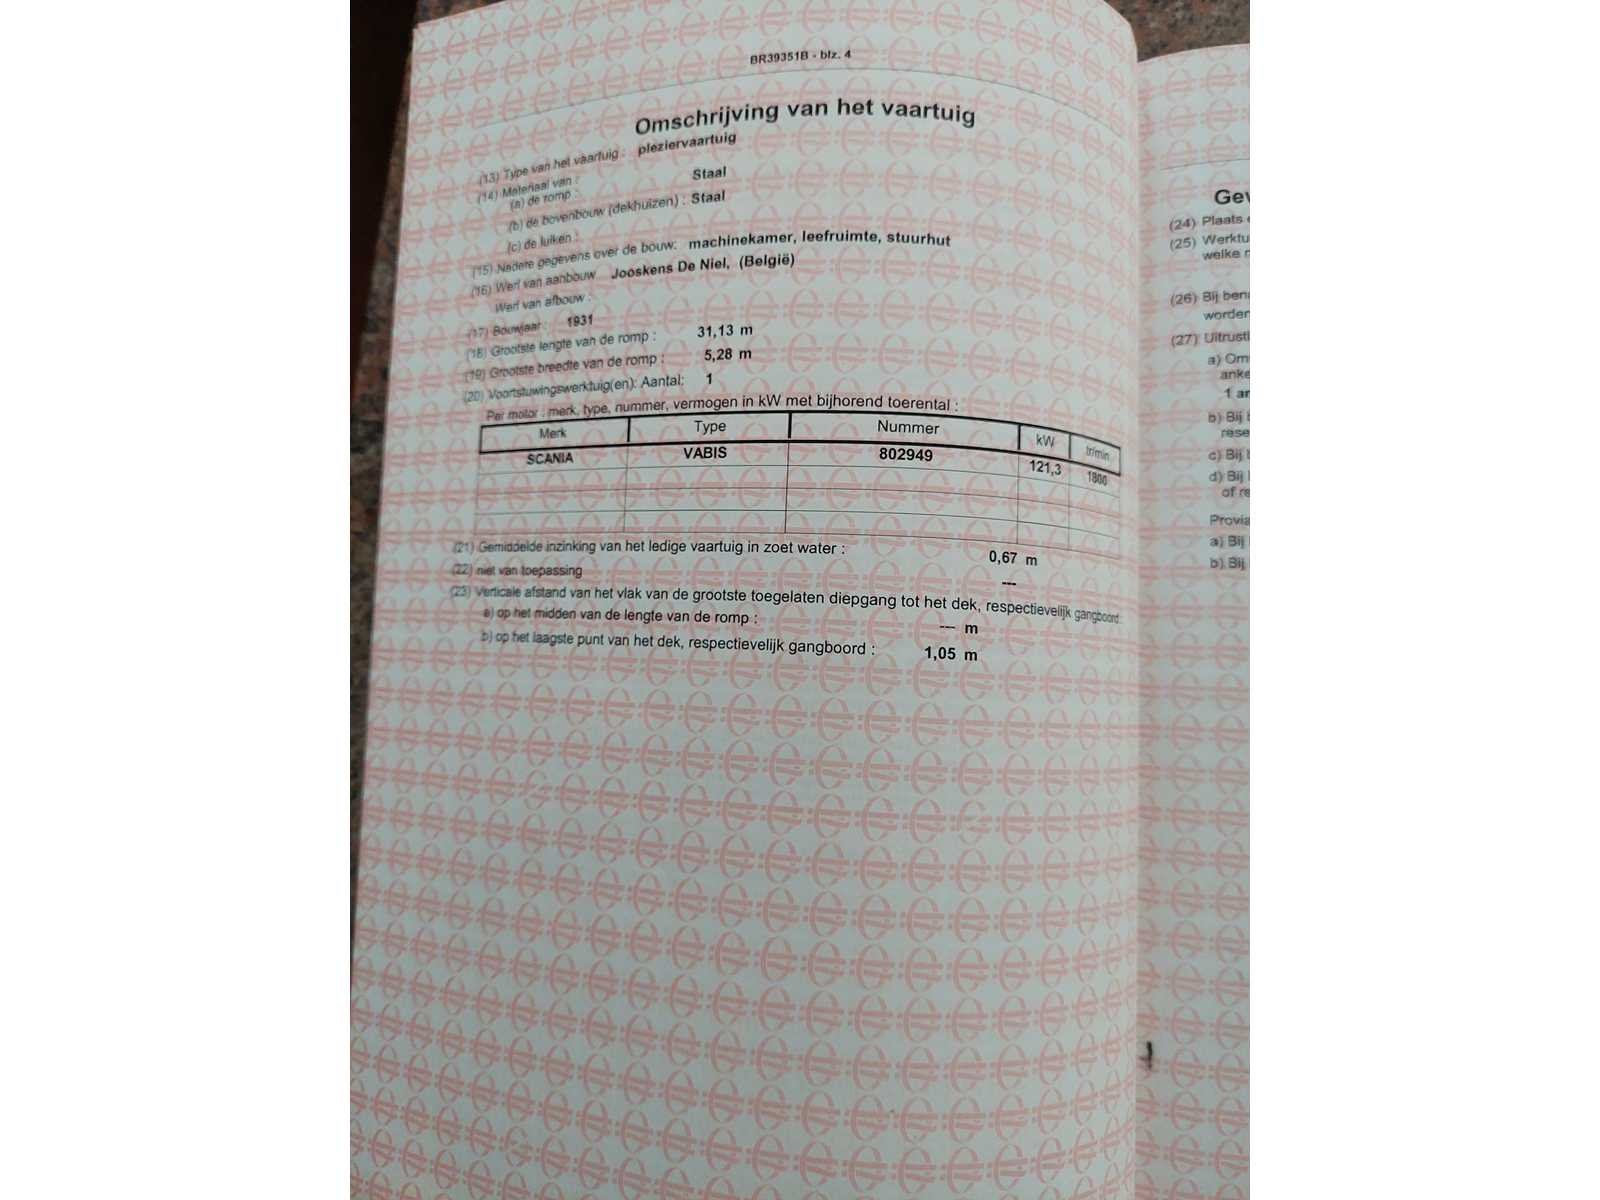 BR39351B - blz. 4
Omschrijving van het vaartuig
(13) Type van het vaartuig : pleziervaartuig
(14) Materiaal van :
(a) de romp : Staal
(b) de bovenbouw (dekhuizen) : Staal
(c) de luiken :
(15) Nadere gegevens over de bouw: machinekamer, leefruimte, stuurhut
(16) Werf van aanbouw Jooskens De Niel, (België)
Werf van afbouw :
(17) Bouwjaar : 1931
(18) Grootste lengte van de romp : 31,13 m
(19) Grootste breedte van de romp : 5,28 m
(20) Voortstuwingswerktuig(en): Aantal: 1
Per motor : merk, type, nummer, vermogen in kW met bijhorend toerental :
Merk Type Nummer kW tr/min
SCANIA VABIS 802949 121,3 1800
(21) Gemiddelde inzinking van het ledige vaartuig in zoet water : 0,67 m
(22) niet van toepassing ---
(23) Verticale afstand van het vlak van de grootste toegelaten diepgang tot het dek, respectievelijk gangboord :
a) op het midden van de lengte van de romp : --- m
b) op het laagste punt van het dek, respectievelijk gangboord : 1,05 m
Gev
(24) Plaats
(25) Werktu
welke
(26) Bij ben
worden
(27) Uitrusti
a) Om
anke
1 an
b) Bij
rese
c) Bij
d) Bij
of re
Provia
a) Bij
b) Bij